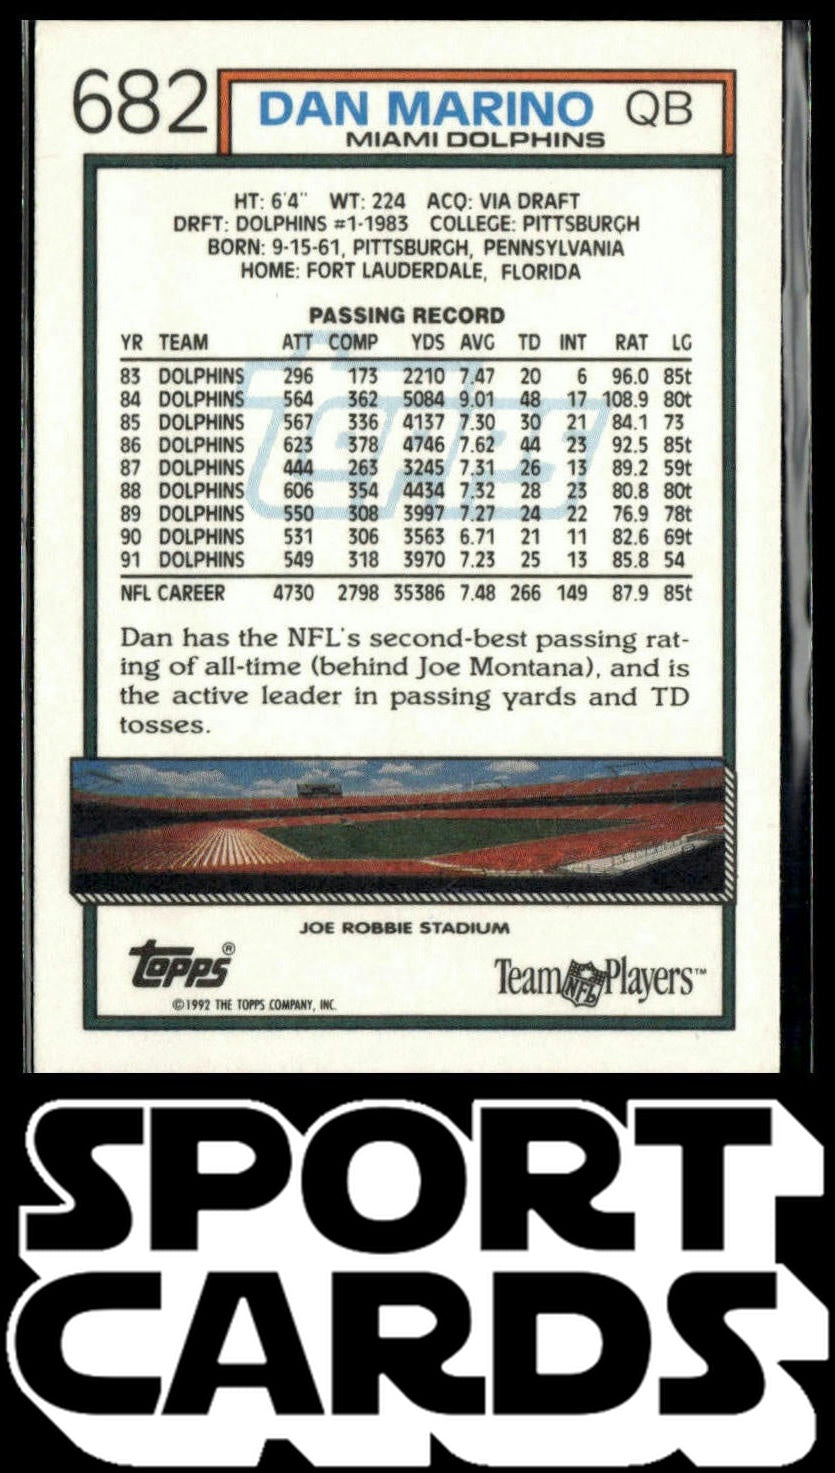 682 DAN MARINO QB
MIAMI DOLPHINS
HT: 6'4" WT: 224 ACQ: VIA DRAFT
DRFT: DOLPHINS #1-1983 COLLEGE: PITTSBURGH
BORN: 9-15-61, PITTSBURGH, PENNSYLVANIA
HOME: FORT LAUDERDALE, FLORIDA
PASSING RECORD
YR TEAM ATT COMP YDS AVG TD INT RAT LG
83 DOLPHINS 296 173 2210 7.47 20 6 96.0 85t
84 DOLPHINS 564 362 5084 9.01 48 17 108.9 80t
85 DOLPHINS 567 336 4137 7.30 30 21 84.1 73
86 DOLPHINS 623 378 4746 7.62 44 23 92.5 85t
87 DOLPHINS 444 263 3245 7.31 26 13 89.2 59t
88 DOLPHINS 606 354 4434 7.32 28 23 80.8 80t
89 DOLPHINS 550 308 3997 7.27 24 22 76.9 78t
90 DOLPHINS 531 306 3563 6.71 21 11 82.6 69t
91 DOLPHINS 549 318 3970 7.23 25 13 85.8 54
NFL CAREER 4730 2798 35386 7.48 266 149 87.9 85t
Topps
Dan has the NFL's second-best passing rat-
ing of all-time (behind Joe Montana), and is
the active leader in passing yards and TD
tosses.
JOE ROBBIE STADIUM
Topps®
Team NFL Players™
©1992 THE TOPPS COMPANY, INC.
SPORT
CARDS